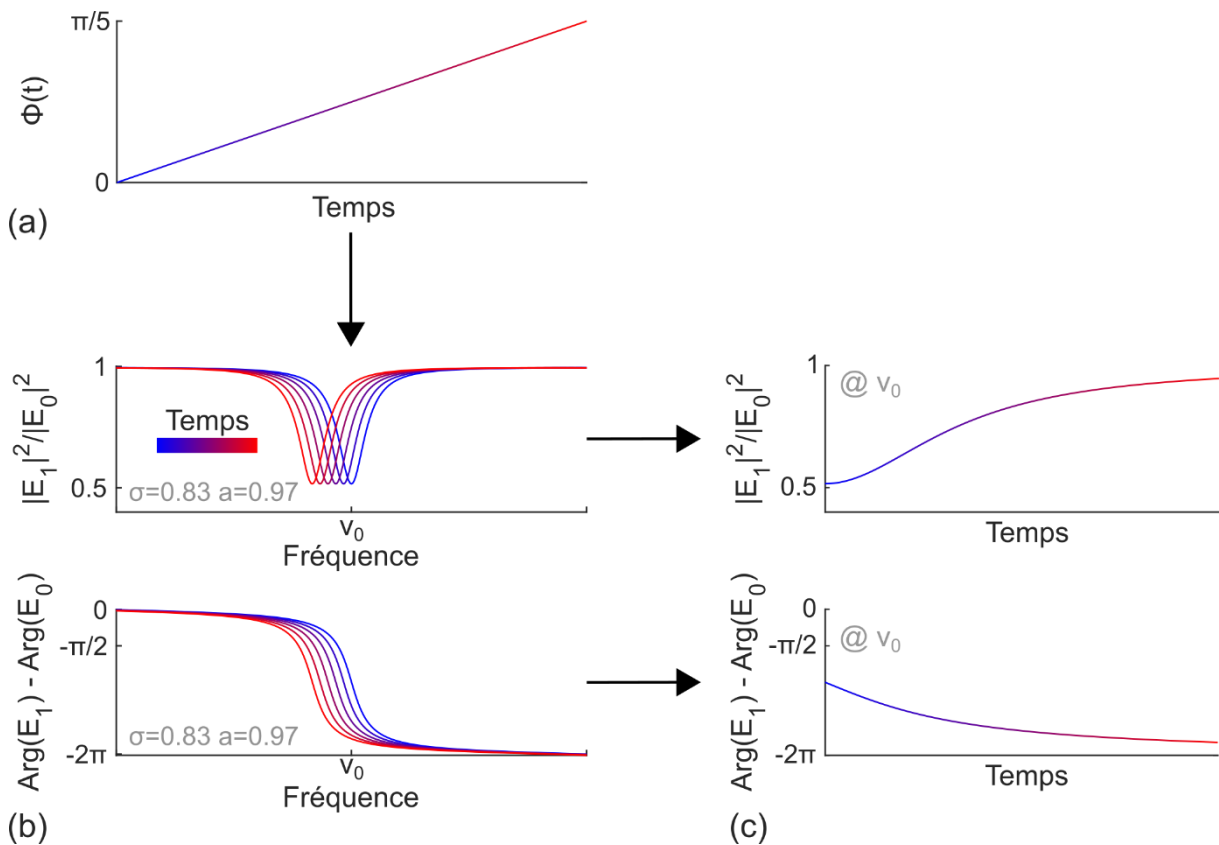 π/5
Φ(t)
0
Temps
(a)
1
|E₁|²/|E₀|²
Temps
0.5
σ=0.83 a=0.97
ν₀
Fréquence
1
@ ν₀
|E₁|²/|E₀|²
0.5
Temps
0
Arg(E₁) - Arg(E₀)
-π/2
σ=0.83 a=0.97
-2π
ν₀
Fréquence
(b)
0
@ ν₀
Arg(E₁) - Arg(E₀)
-π/2
-2π
Temps
(c)